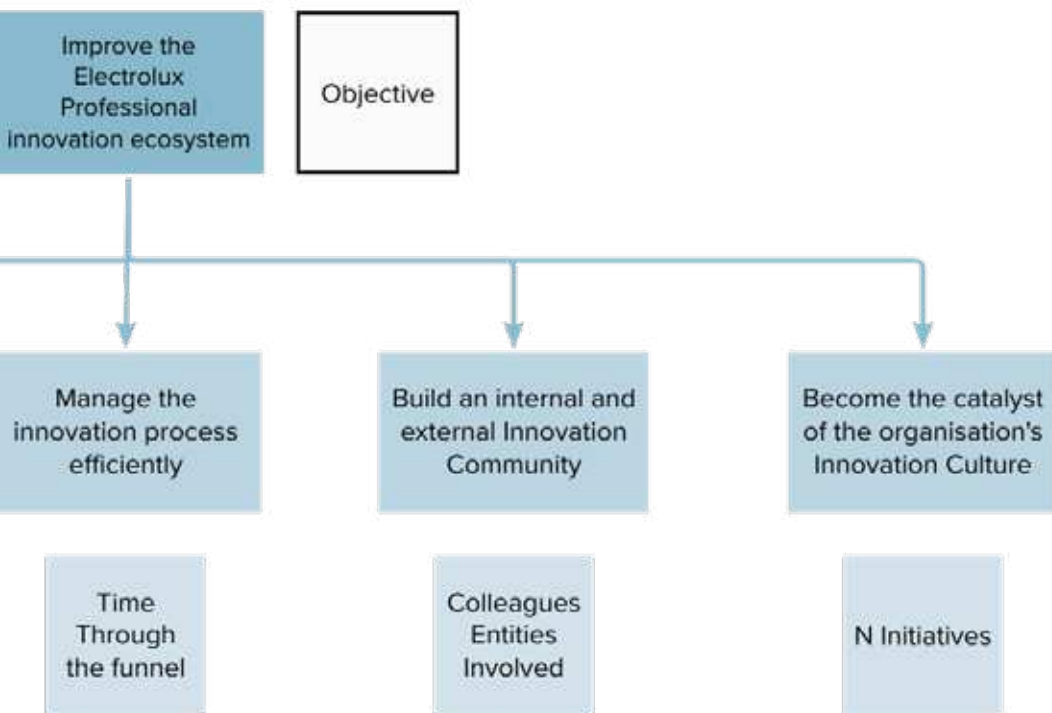 Improve the
Electrolux
Professional
innovation ecosystem
Objective
Manage the
innovation process
efficiently
Build an internal and
external Innovation
Community
Become the catalyst
of the organisation's
Innovation Culture
Time
Through
the funnel
Colleagues
Entities
Involved
N Initiatives